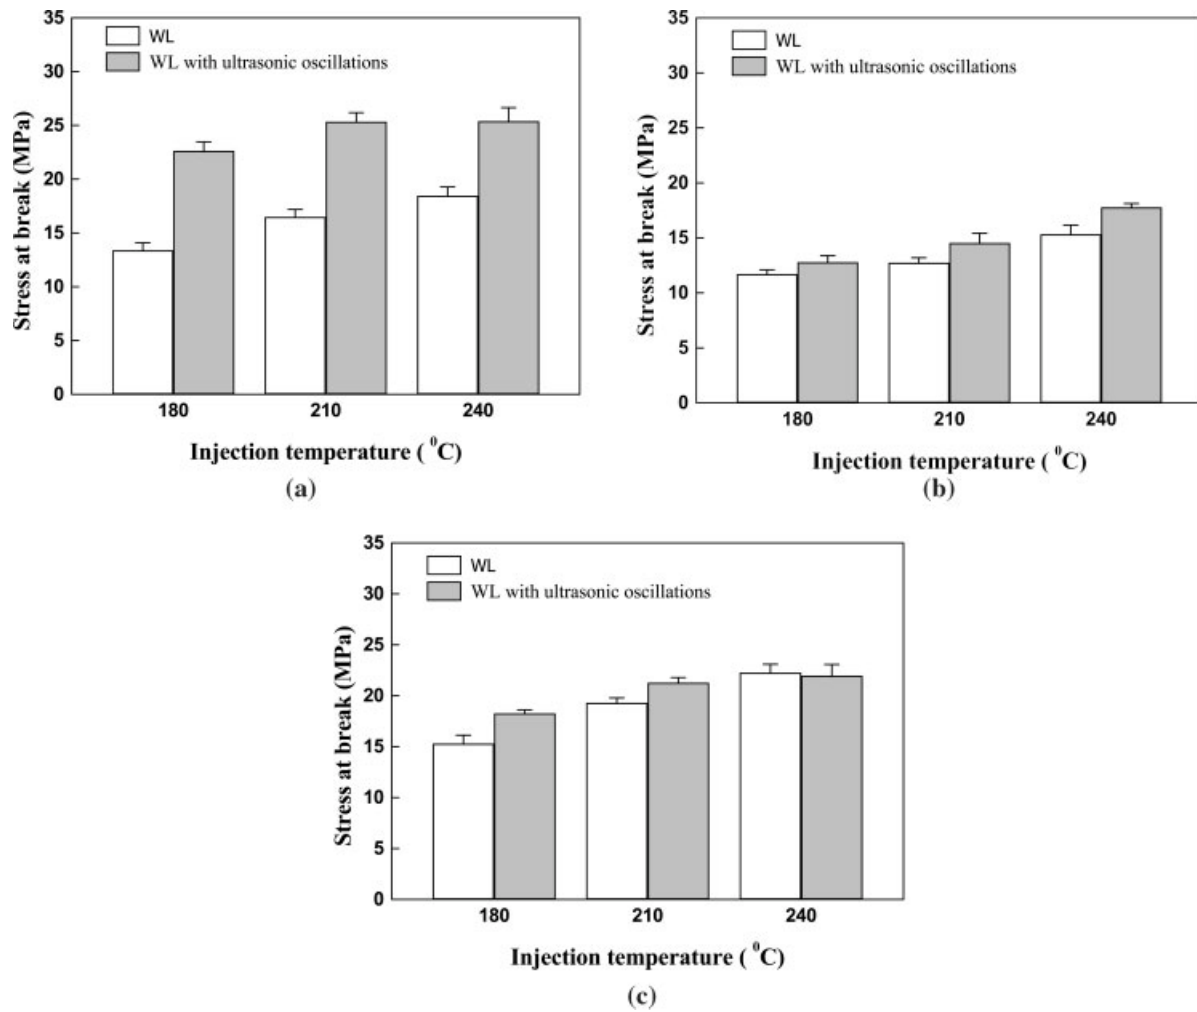 35
30
25
20
15
10
5
0
Stress at break (MPa)
WL
WL with ultrasonic oscillations
180 210 240
Injection temperature ( ⁰C)
(a)
35
30
25
20
15
10
5
0
Stress at break (MPa)
WL
WL with ultrasonic oscillations
180 210 240
Injection temperature ( ⁰C)
(b)
35
30
25
20
15
10
5
0
Stress at break (MPa)
WL
WL with ultrasonic oscillations
180 210 240
Injection temperature ( ⁰C)
(c)